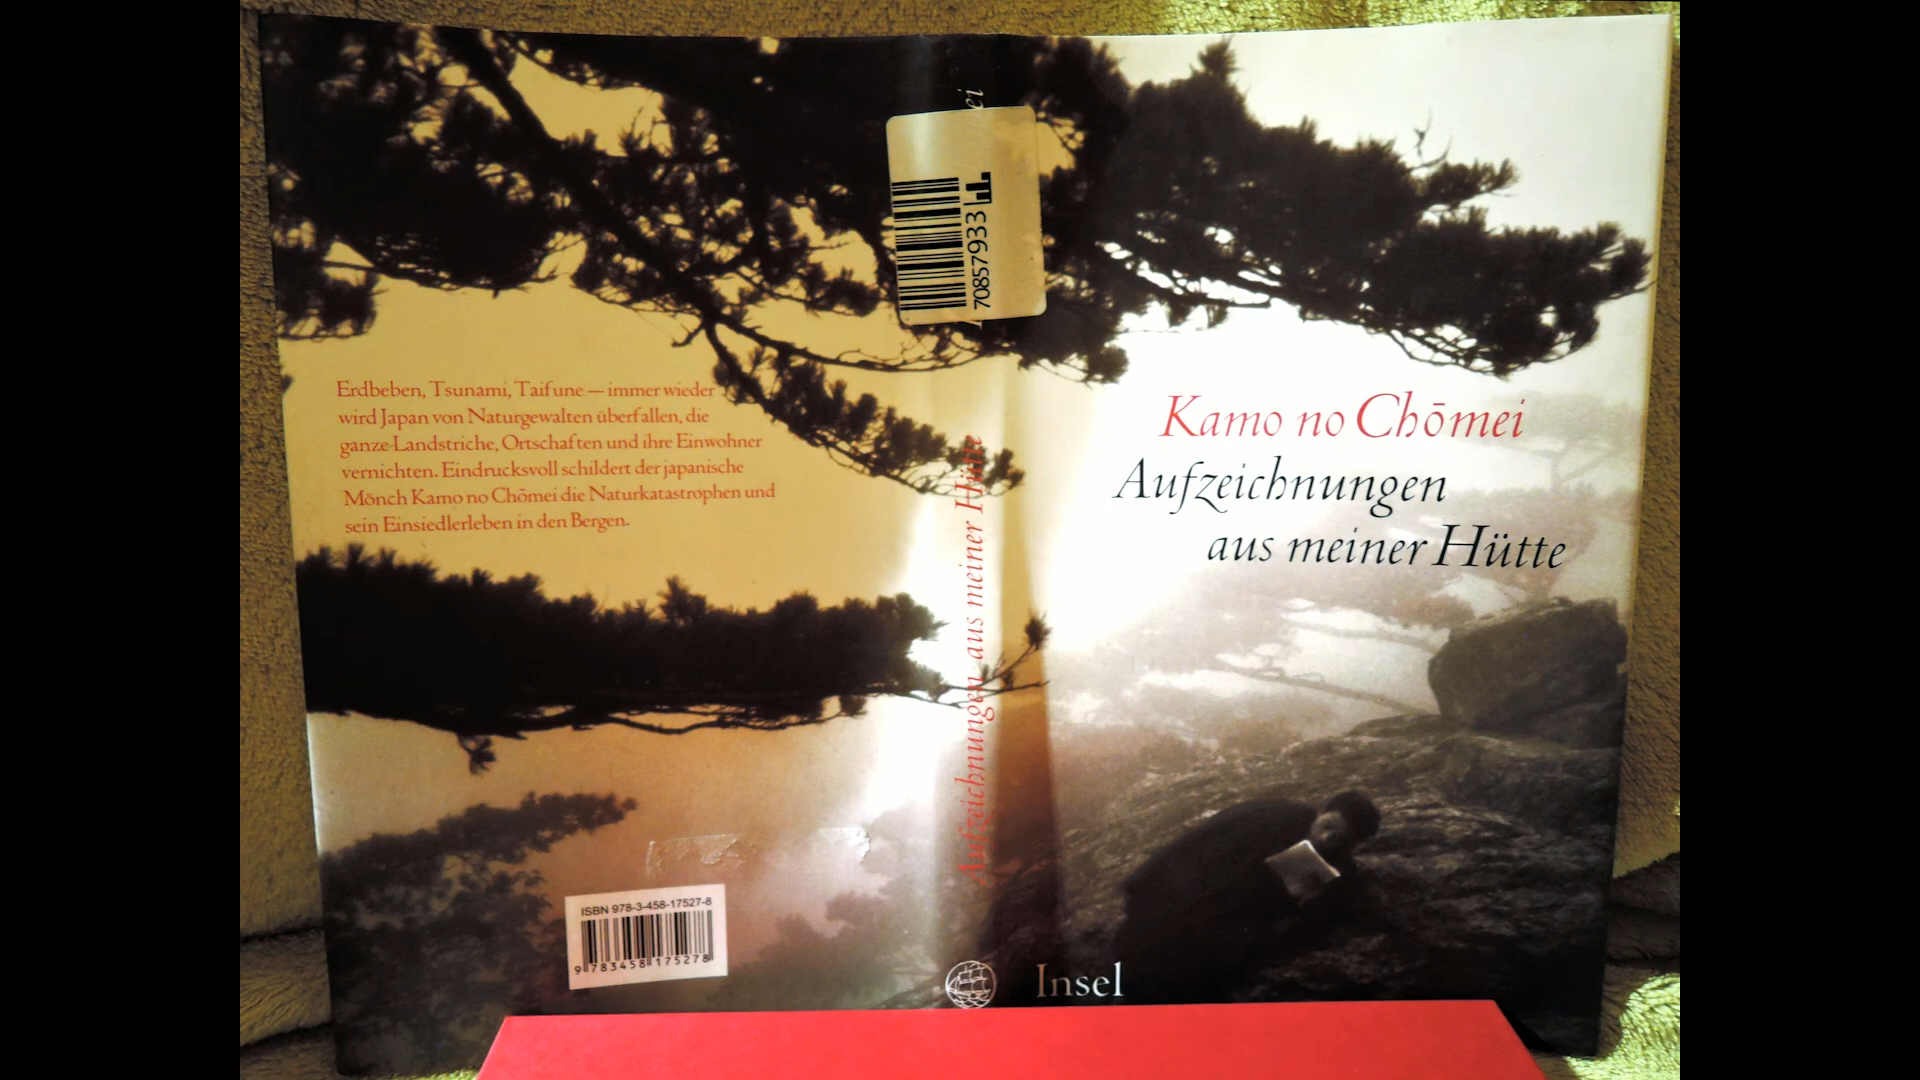 Erdbeben, Tsunami, Taifune — immer wieder
wird Japan von Naturgewalten überfallen, die
ganze Landstriche, Ortschaften und ihre Einwohner
vernichten. Eindrucksvoll schildert der japanische
Mönch Kamo no Chōmei die Naturkatastrophen und
sein Einsiedlerleben in den Bergen.
ISBN 978-3-458-17527-8
9 783458 175278
ei
70857933
Aufzeichnungen aus meiner Hütte
Kamo no Chōmei
Aufzeichnungen
aus meiner Hütte
Insel